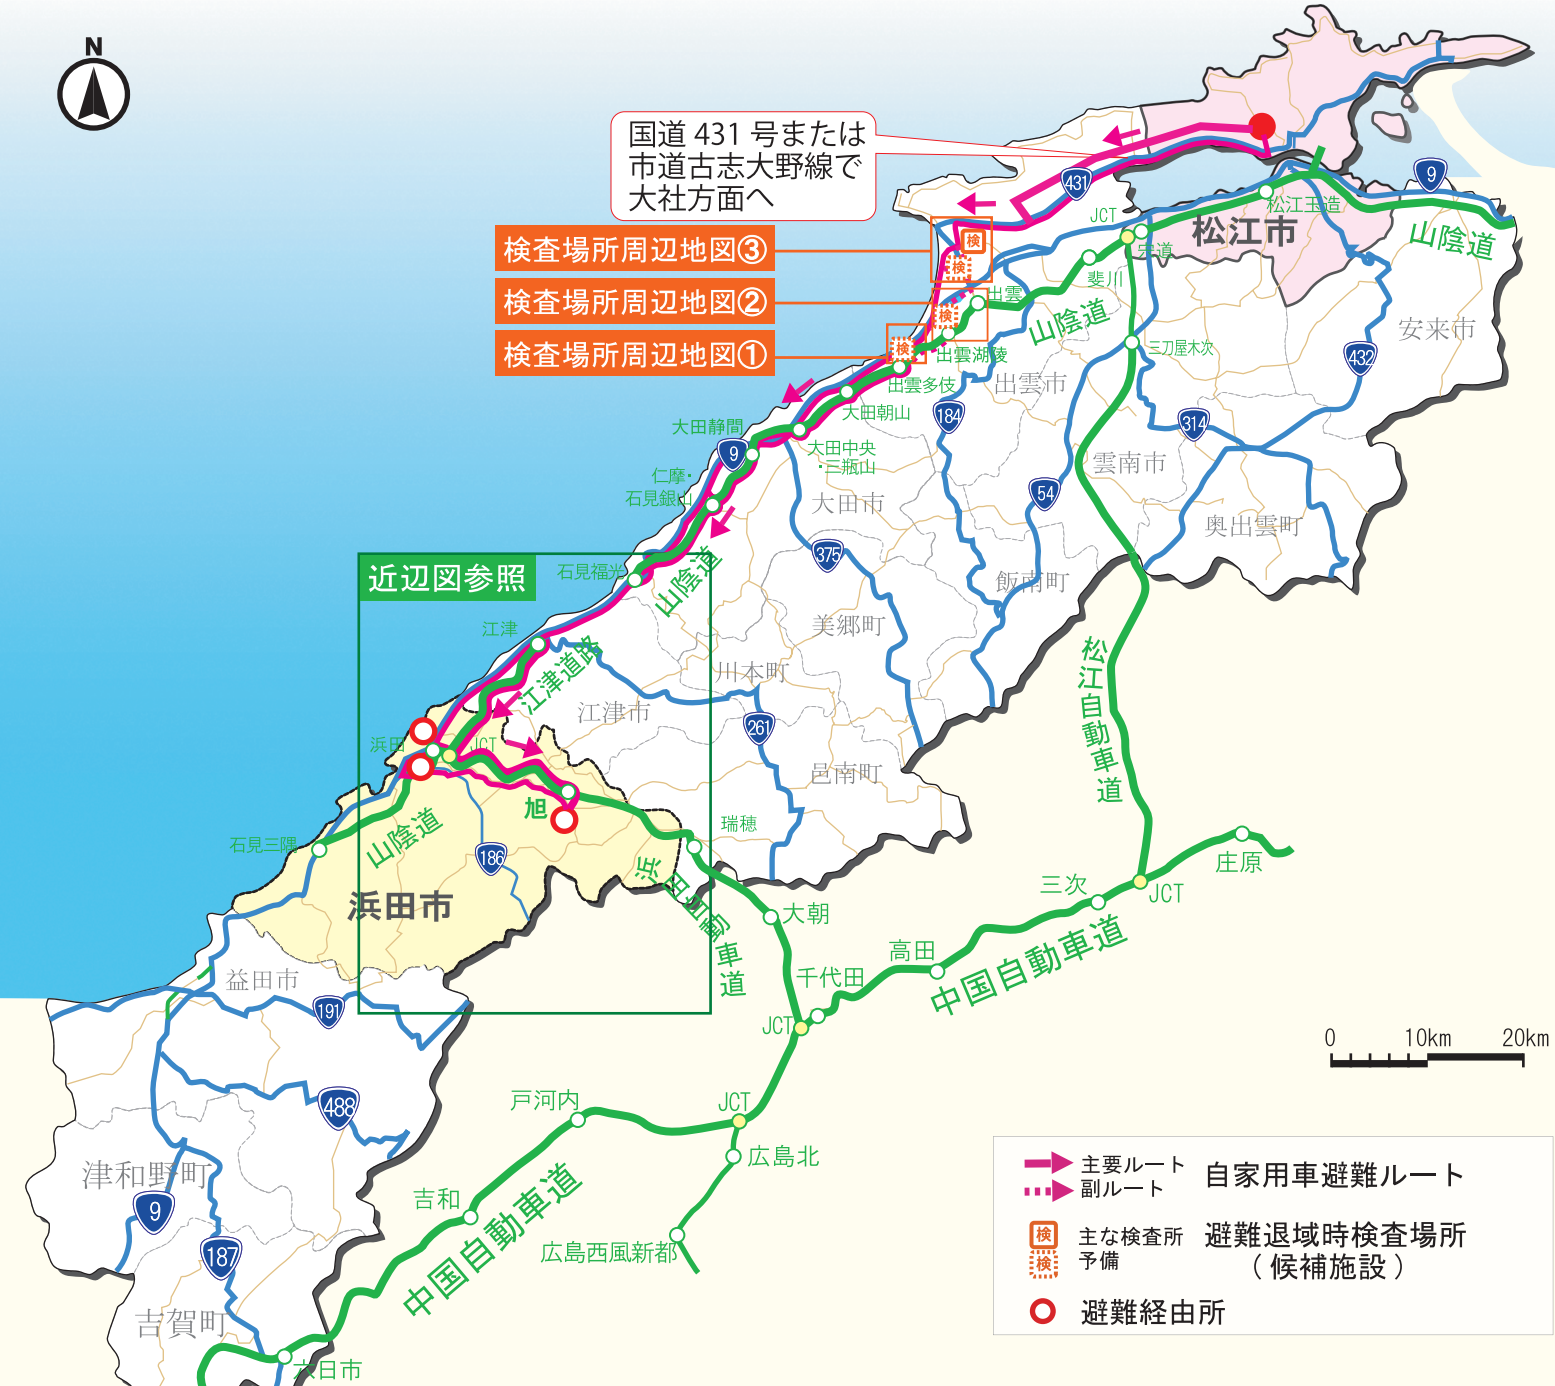 N
国道 431 号または
市道古志大野線で
大社方面へ
検査場所周辺地図③
検査場所周辺地図②
検査場所周辺地図①
検
検
検
検
431
9
JCT
松江玉造
松江市
山陰道
宍道
斐川
出雲
山陰道
安来市
三刀屋木次
432
出雲湖陵
出雲市
出雲多伎
大田朝山
184
314
大田静間
9
大田中央
・三瓶山
雲南市
仁摩・
石見銀山
54
大田市
奥出雲町
375
近辺図参照
石見福光
山陰道
飯南町
江津
美郷町
江津道路
川本町
松江自動車道
江津市
261
浜田
JCT
邑南町
旭
瑞穂
山陰道
石見三隅
186
浜田自動車道
浜田市
庄原
三次
JCT
大朝
高田
中国自動車道
益田市
千代田
191
JCT
0 10km 20km
戸河内
JCT
488
広島北
津和野町
吉和
中国自動車道
9
187
広島西風新都
吉賀町
六日市
主要ルート
副ルート
自家用車避難ルート
検 主な検査所
検 予備
避難退域時検査場所
（候補施設）
避難経由所